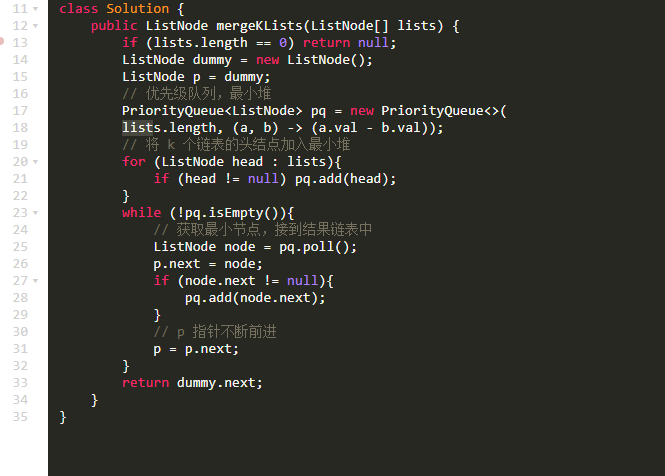 11 class Solution {
12 public ListNode mergeKLists(ListNode[] lists) {
13 if (lists.length == 0) return null;
14 ListNode dummy = new ListNode();
15 ListNode p = dummy;
16 // 优先级队列，最小堆
17 PriorityQueue<ListNode> pq = new PriorityQueue<>(
18 lists.length, (a, b) -> (a.val - b.val));
19 // 将 k 个链表的头结点加入最小堆
20 for (ListNode head : lists){
21 if (head != null) pq.add(head);
22 }
23 while (!pq.isEmpty()){
24 // 获取最小节点，接到结果链表中
25 ListNode node = pq.poll();
26 p.next = node;
27 if (node.next != null){
28 pq.add(node.next);
29 }
30 // p 指针不断前进
31 p = p.next;
32 }
33 return dummy.next;
34 }
35 }